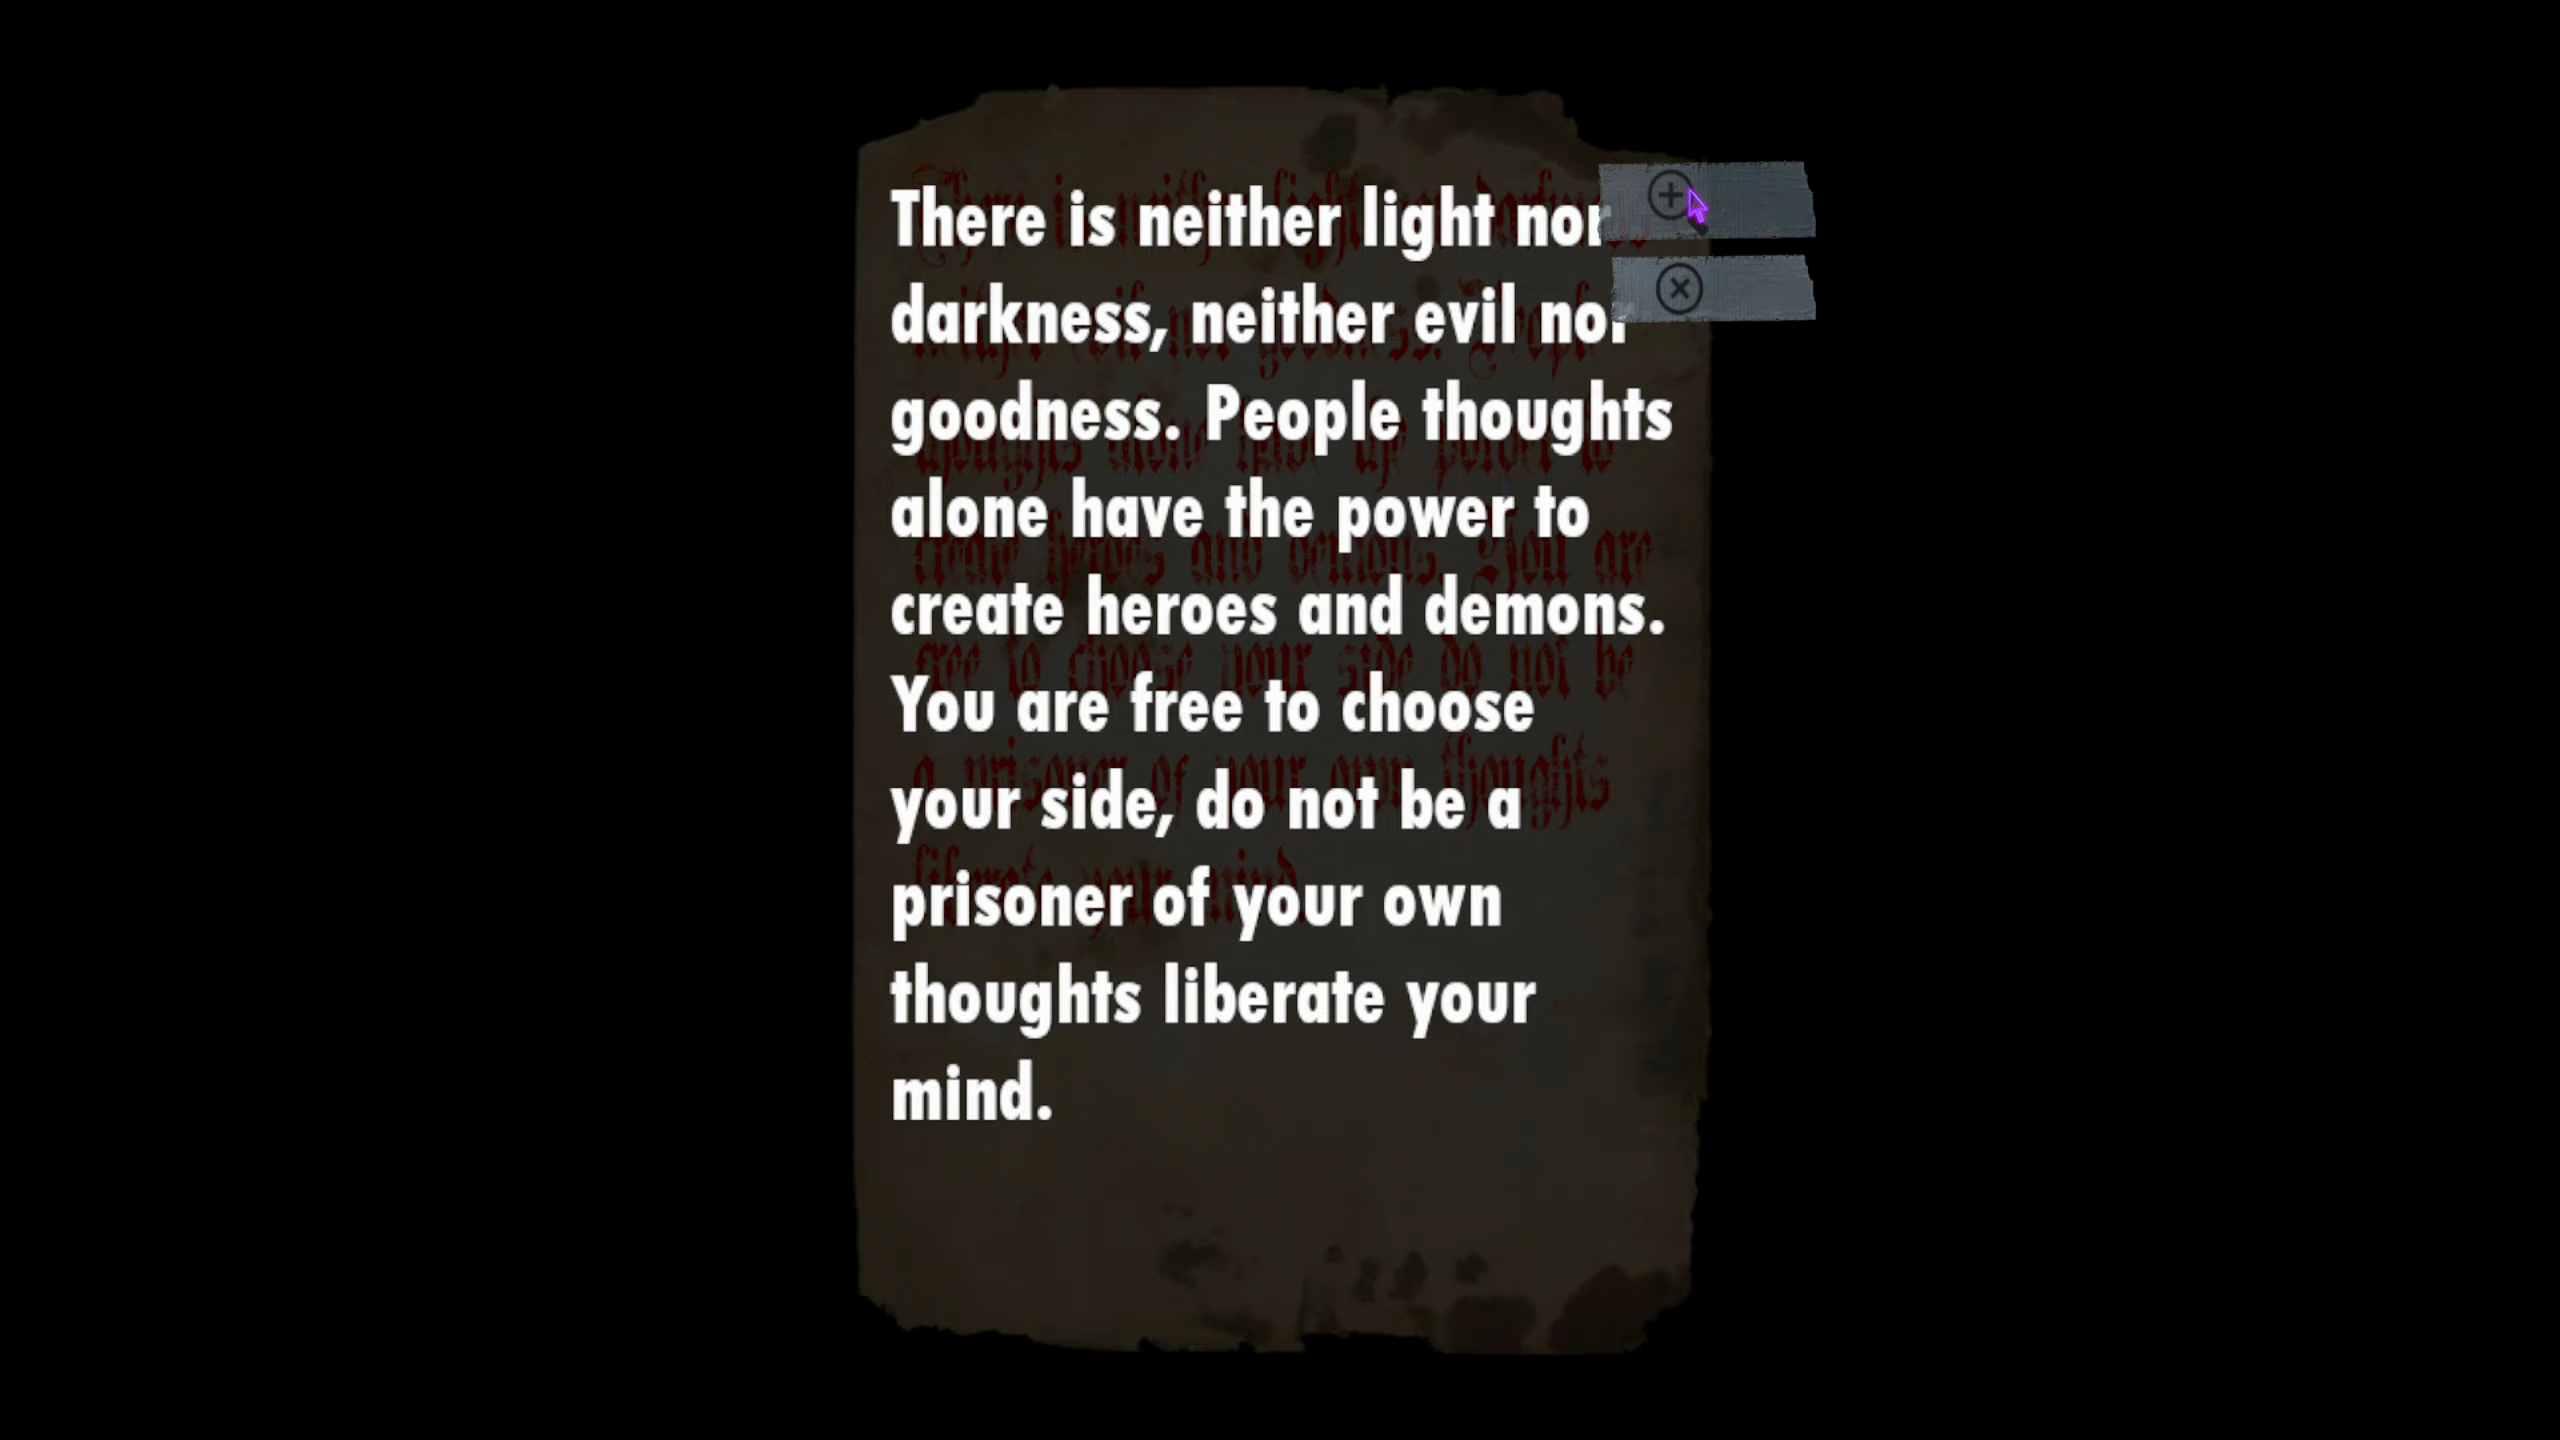 There is neither light nor
darkness, neither evil nor
goodness. People thoughts
alone have the power to
create heroes and demons.
You are free to choose
your side, do not be a
prisoner of your own
thoughts liberate your
mind.